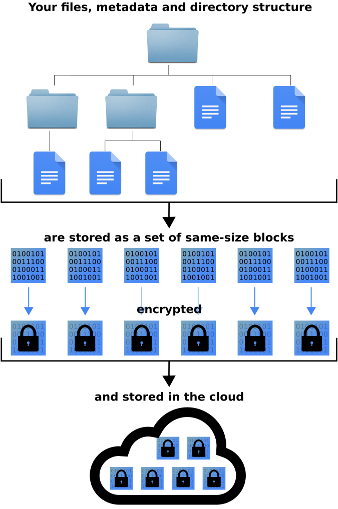 Your files, metadata and directory structure
are stored as a set of same-size blocks
0100101 0100101 0100101 0100101 0100101 0100101
0011100 0011100 0011100 0011100 0011100 0011100
0100011 0100011 0100011 0100011 0100011 0100011
1001001 1001001 1001001 1001001 1001001 1001001
encrypted
and stored in the cloud